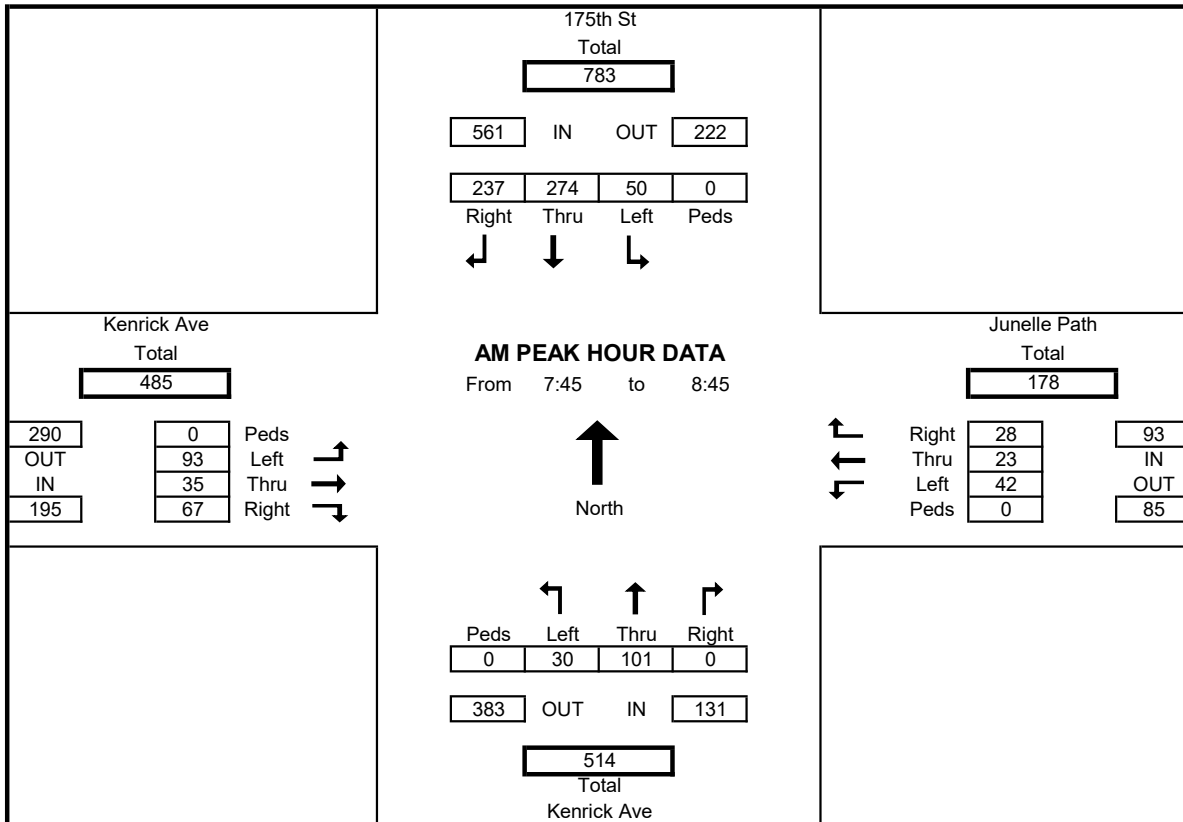 175th St
Total
783
561 IN OUT 222
237 274 50 0
Right Thru Left Peds
Kenrick Ave
Total
485
290 0 Peds
OUT 93 Left
IN 35 Thru
195 67 Right
AM PEAK HOUR DATA
From 7:45 to 8:45
North
Junelle Path
Total
178
Right 28 93
Thru 23 IN
Left 42 OUT
Peds 0 85
Peds Left Thru Right
0 30 101 0
383 OUT IN 131
514
Total
Kenrick Ave